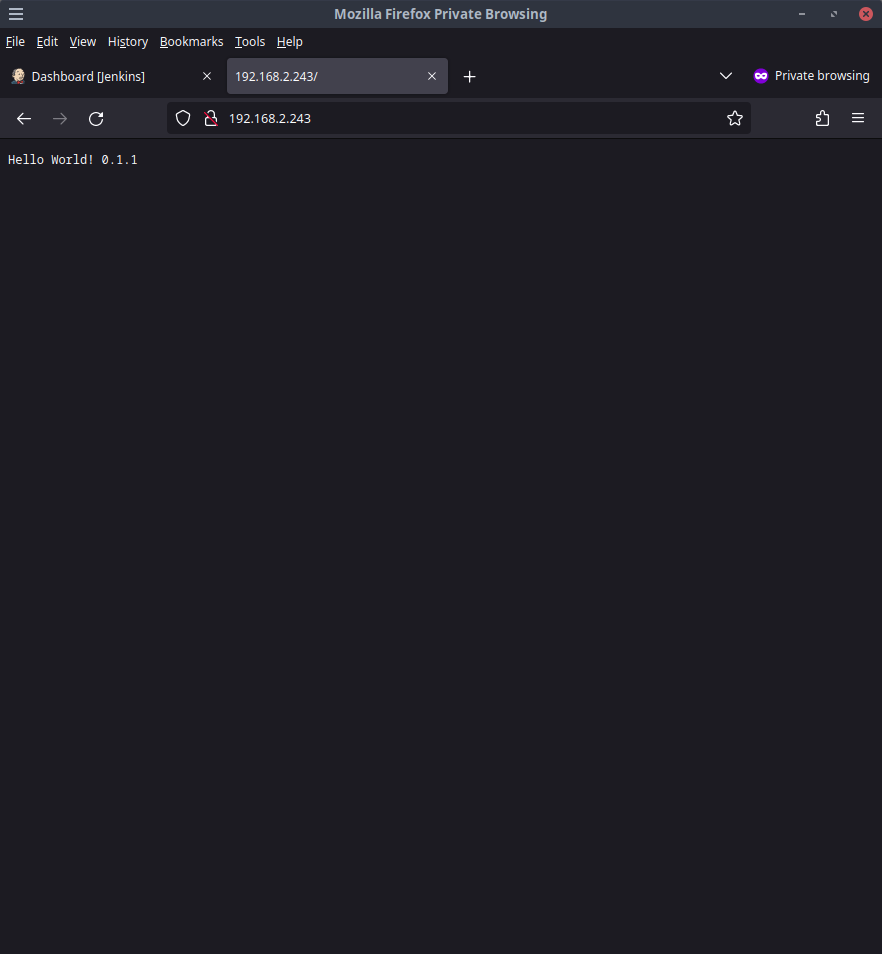 Mozilla Firefox Private Browsing
File Edit View History Bookmarks Tools Help
Dashboard [Jenkins] 192.168.2.243/ Private browsing
192.168.2.243
Hello World! 0.1.1